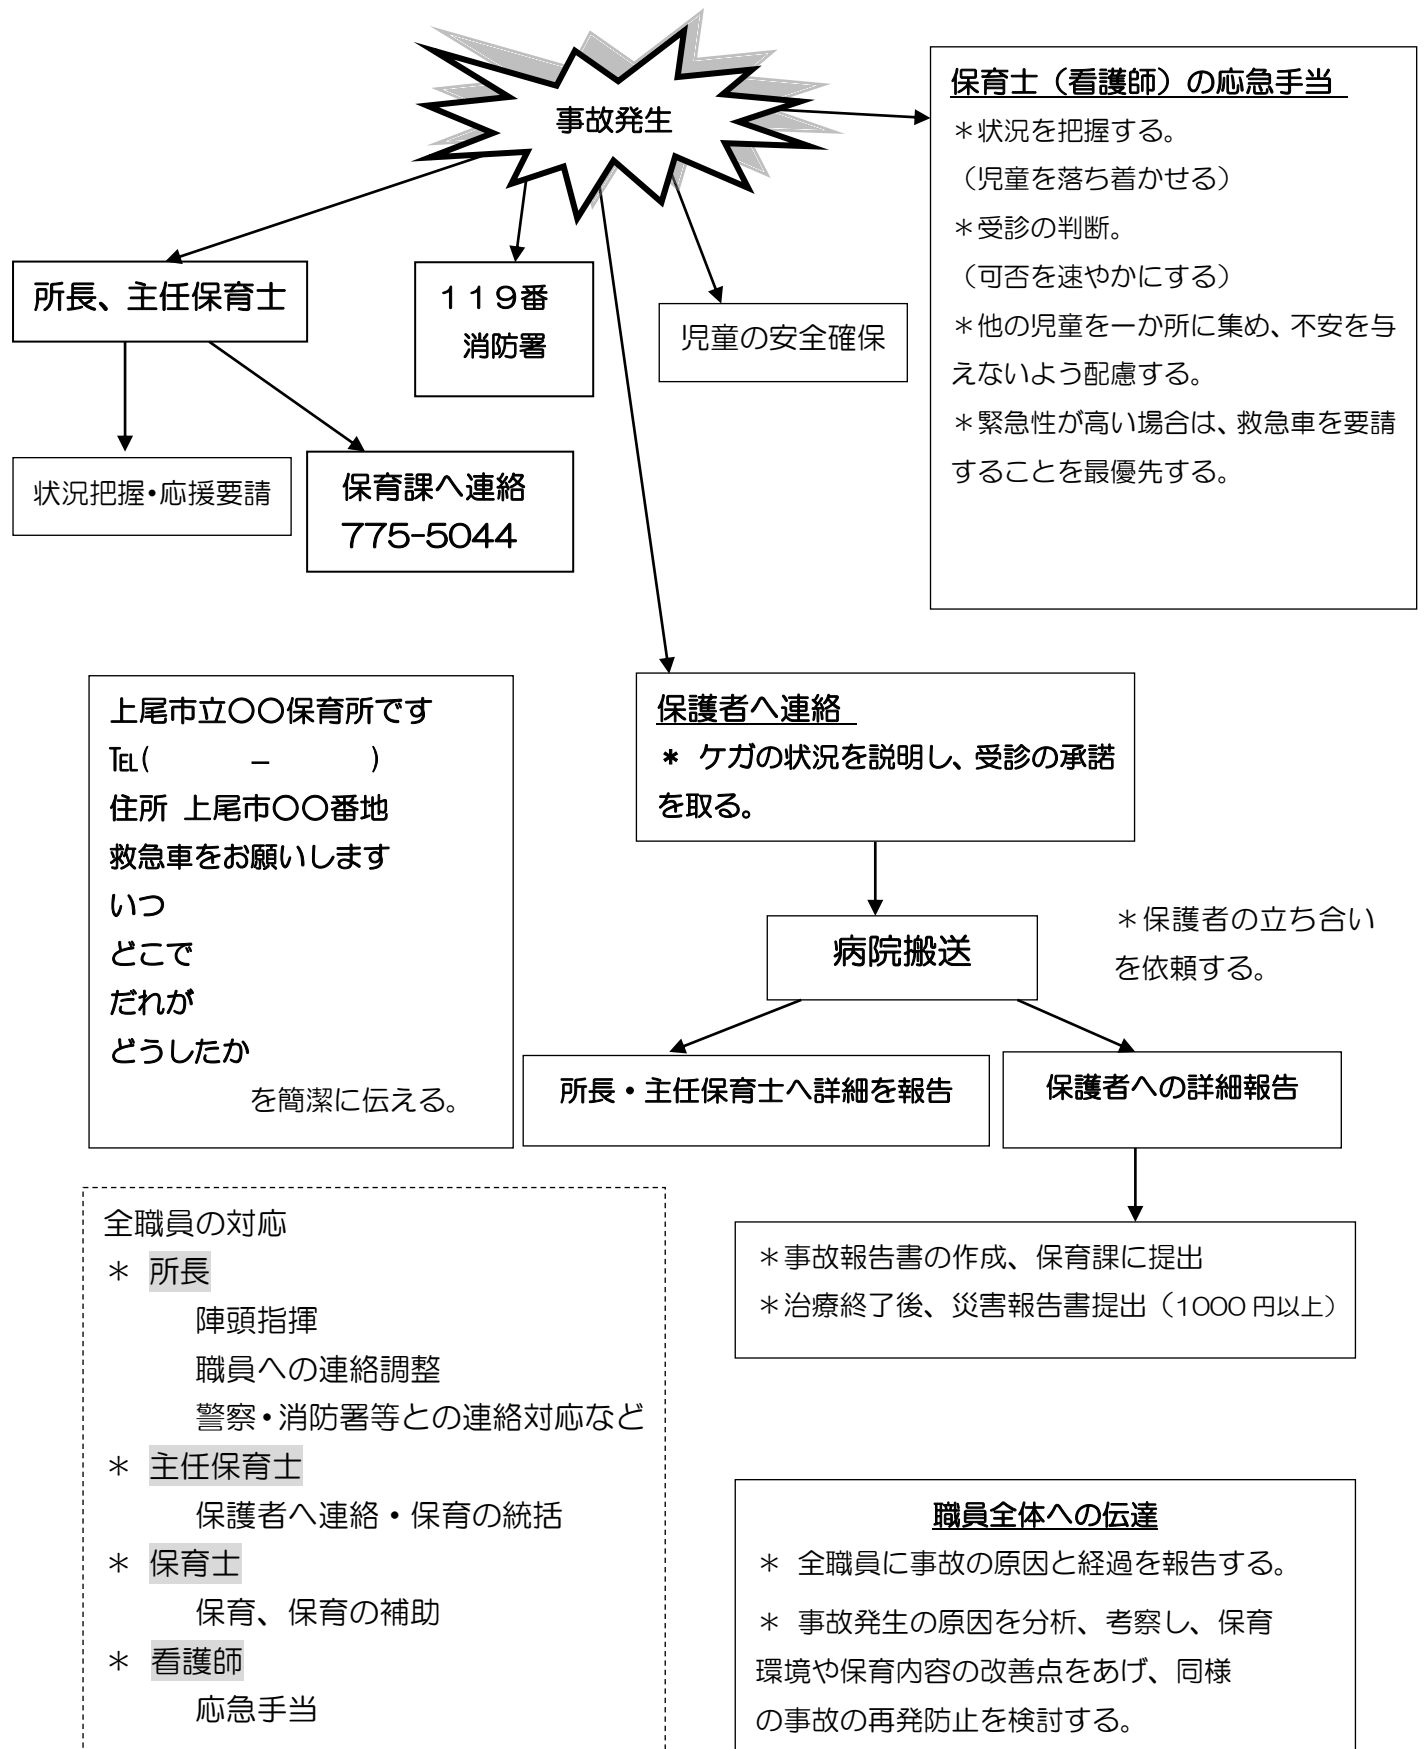 事故発生
保育士（看護師）の応急手当
＊状況を把握する。
（児童を落ち着かせる）
＊受診の判断。
（可否を速やかにする）
＊他の児童を一か所に集め、不安を与
えないよう配慮する。
＊緊急性が高い場合は、救急車を要請
することを最優先する。
所長、主任保育士
１１９番
消防署
児童の安全確保
状況把握・応援要請
保育課へ連絡
775-5044
上尾市立〇〇保育所です
℡(　　　－　　　)
住所 上尾市〇〇番地
救急車をお願いします
いつ
どこで
だれが
どうしたか
を簡潔に伝える。
保護者へ連絡
＊ ケガの状況を説明し、受診の承諾
を取る。
病院搬送
＊保護者の立ち合い
を依頼する。
所長・主任保育士へ詳細を報告
保護者への詳細報告
＊事故報告書の作成、保育課に提出
＊治療終了後、災害報告書提出（1000 円以上）
全職員の対応
＊ 所長
陣頭指揮
職員への連絡調整
警察・消防署等との連絡対応など
＊ 主任保育士
保護者へ連絡・保育の統括
＊ 保育士
保育、保育の補助
＊ 看護師
応急手当
職員全体への伝達
＊ 全職員に事故の原因と経過を報告する。
＊ 事故発生の原因を分析、考察し、保育
環境や保育内容の改善点をあげ、同様
の事故の再発防止を検討する。